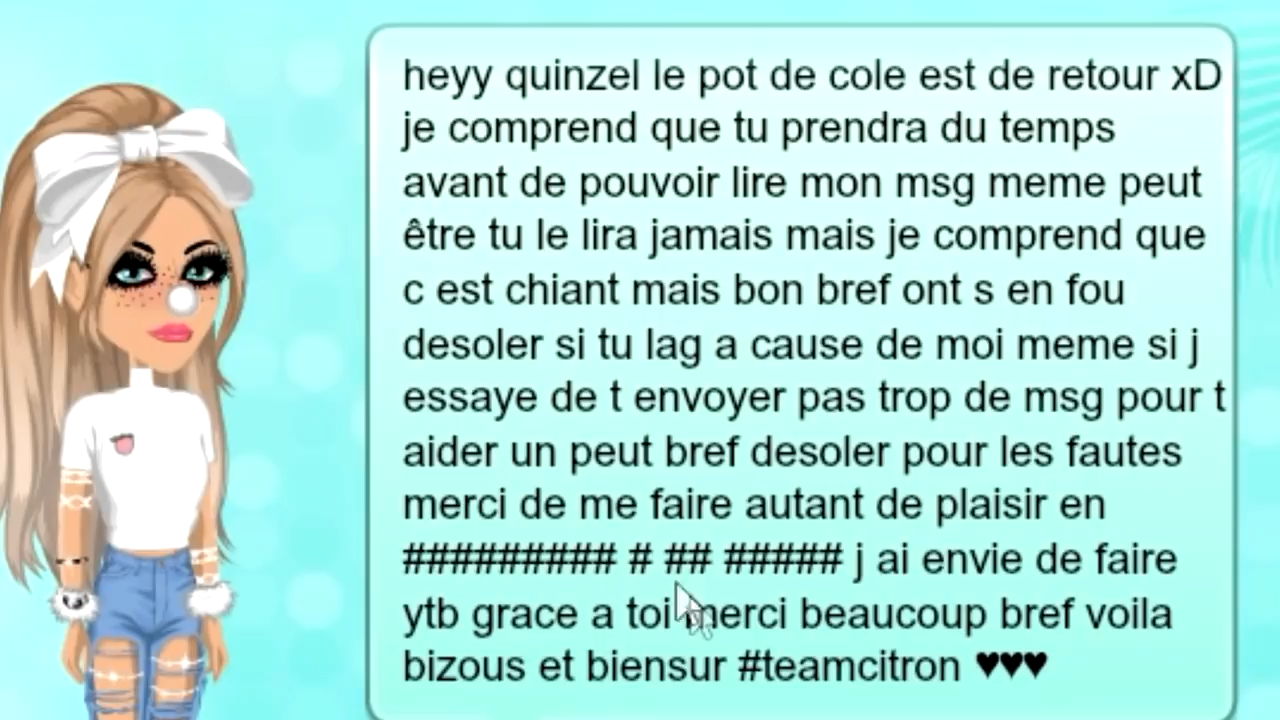 heyy quinzel le pot de cole est de retour xD
je comprend que tu prendra du temps
avant de pouvoir lire mon msg meme peut
être tu le lira jamais mais je comprend que
c est chiant mais bon bref ont s en fou
desoler si tu lag a cause de moi meme si j
essaye de t envoyer pas trop de msg pour t
aider un peut bref desoler pour les fautes
merci de me faire autant de plaisir en
######### # ## ##### j ai envie de faire
ytb grace a toi merci beaucoup bref voila
bizous et biensur #teamcitron ♥♥♥